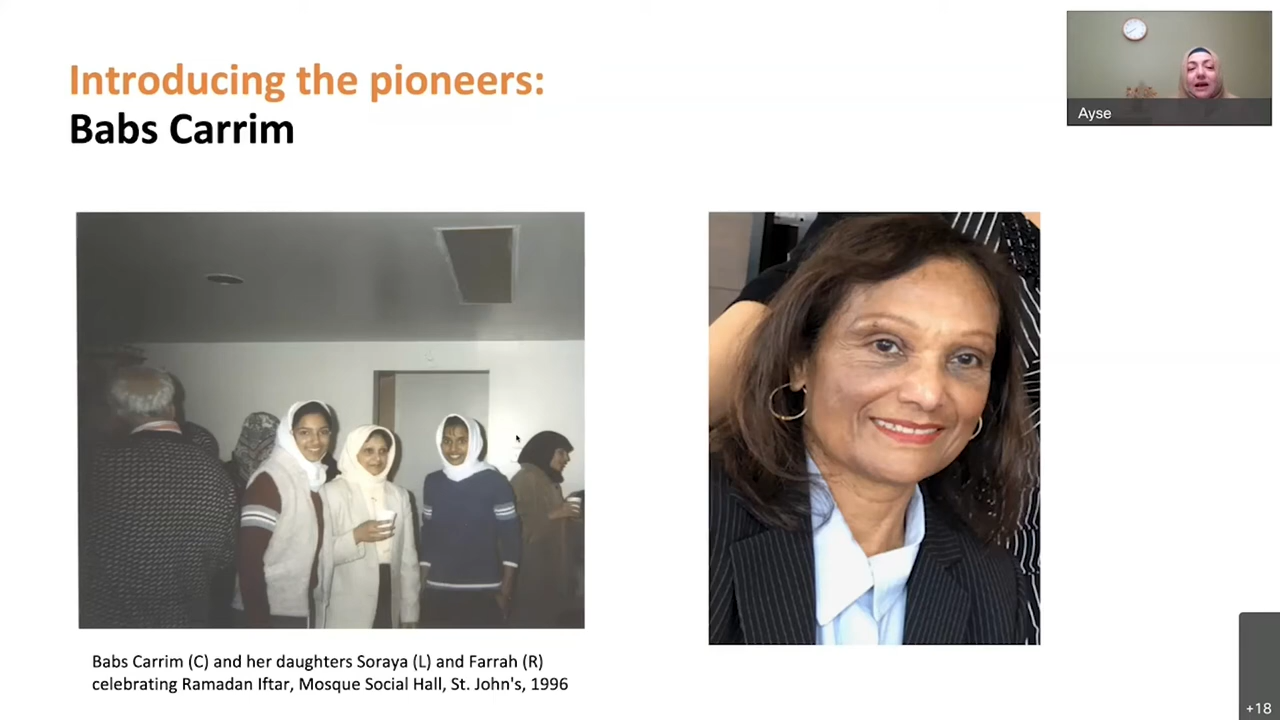 Introducing the pioneers:
Babs Carrim
Ayse
Babs Carrim (C) and her daughters Soraya (L) and Farrah (R)
celebrating Ramadan Iftar, Mosque Social Hall, St. John's, 1996
+18